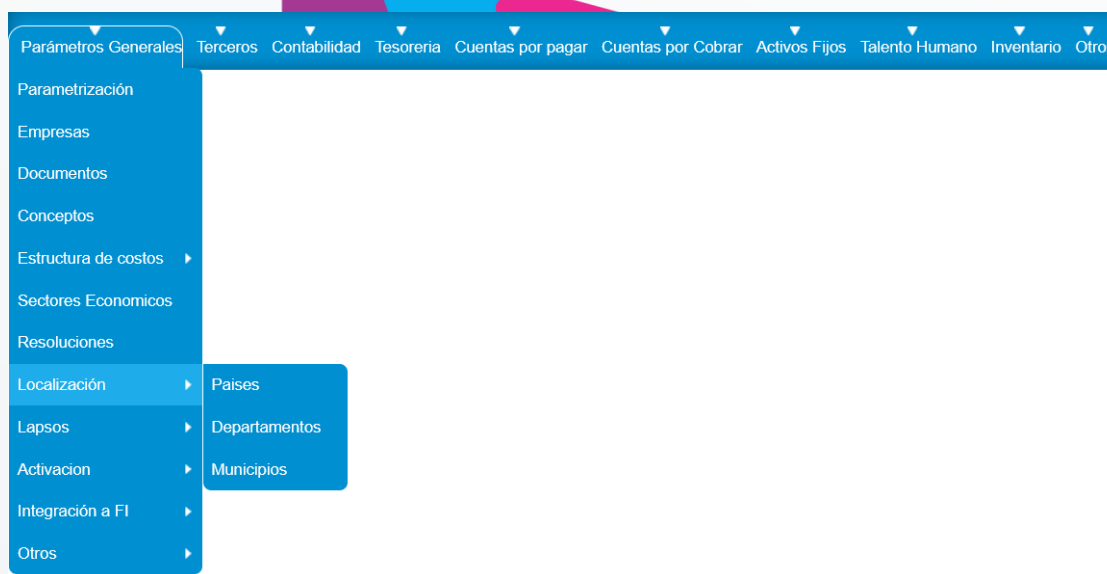 Parámetros Generales Terceros Contabilidad Tesoreria Cuentas por pagar Cuentas por Cobrar Activos Fijos Talento Humano Inventario Otro
Parametrización
Empresas
Documentos
Conceptos
Estructura de costos
Sectores Economicos
Resoluciones
Localización Paises
Lapsos Departamentos
Activacion Municipios
Integración a FI
Otros